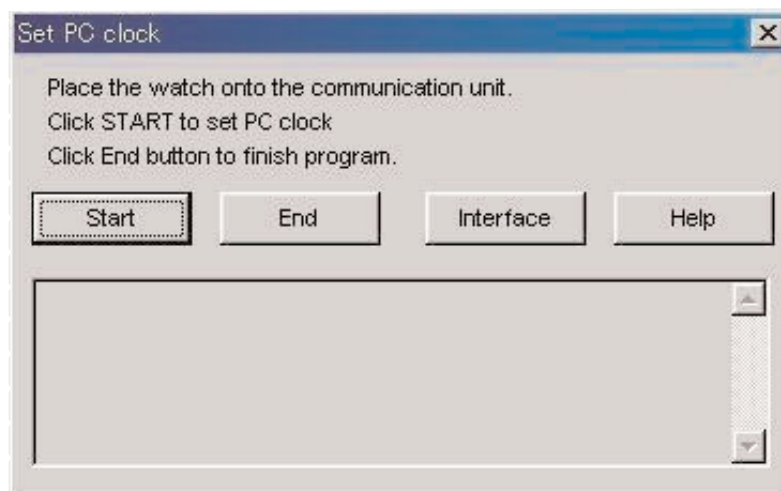 Set PC clock
Place the watch onto the communication unit.
Click START to set PC clock
Click End button to finish program.
Start End Interface Help